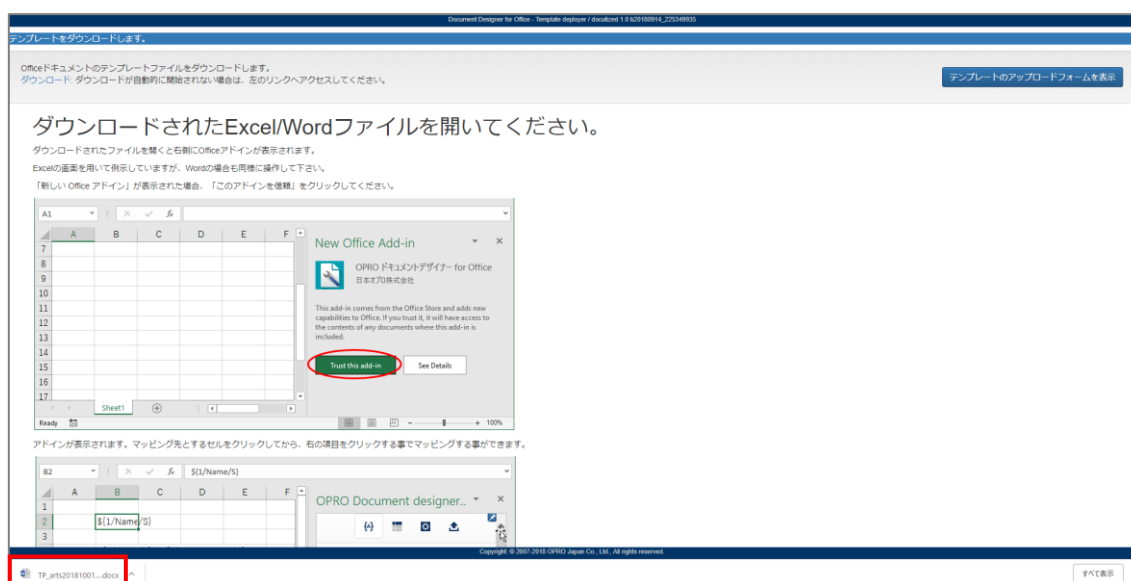 Document Designer for Office - Template deployer / docutized 1.0 b20180914_225349935
テンプレートをダウンロードします。
Officeドキュメントのテンプレートファイルをダウンロードします。
ダウンロード: ダウンロードが自動的に開始されない場合は、左のリンクへアクセスしてください。
テンプレートのアップロードフォームを表示
ダウンロードされたExcel/Wordファイルを開いてください。
ダウンロードされたファイルを開くと右側にOfficeアドインが表示されます。
Excelの画面を用いて例示していますが、Wordの場合も同様に操作して下さい。
「新しい Office アドイン」が表示された場合、「このアドインを信頼」をクリックしてください。
A1
A B C D E F
7
8
9
10
11
12
13
14
15
16
17
New Office Add-in
OPRO ドキュメントデザイナー for Office
日本オプロ株式会社
This add-in comes from the Office Store and adds new
capabilities to Office. If you trust it, it will have access to
the contents of any documents where this add-in is
included.
Trust this add-in See Details
Sheet1
Ready 100%
アドインが表示されます。マッピング先とするセルをクリックしてから、右の項目をクリックする事でマッピングする事ができます。
B2 ${1/Name/S}
A B C D E F
1
2 ${1/Name/S}
3
OPRO Document designer..
Copyright © 2007-2018 OPRO Japan Co., Ltd., All rights reserved.
TP_arts20181001....docx
すべて表示